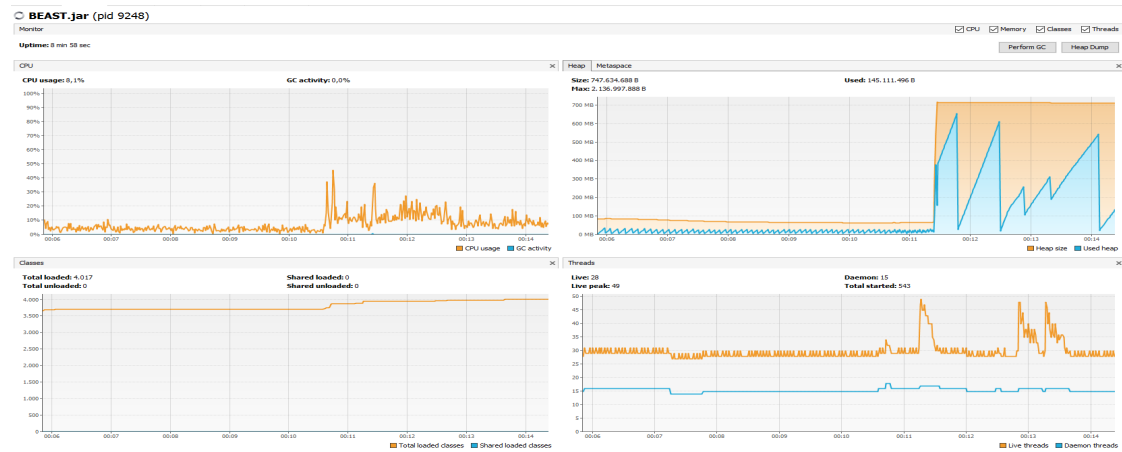 BEAST.jar (pid 9248)
Monitor
CPU Memory Classes Threads
Uptime: 8 min 58 sec
Perform GC Heap Dump
CPU
CPU usage: 8,1% GC activity: 0,0%
100%
90%
80%
70%
60%
50%
40%
30%
20%
10%
0%
00:06 00:07 00:08 00:09 00:10 00:11 00:12 00:13 00:14
CPU usage GC activity
Heap Metaspace
Size: 747.634.688 B Used: 145.111.496 B
Max: 2.136.997.888 B
700 MB
600 MB
500 MB
400 MB
300 MB
200 MB
100 MB
0 MB
00:06 00:07 00:08 00:09 00:10 00:11 00:12 00:13 00:14
Heap size Used heap
Classes
Total loaded: 4.017 Shared loaded: 0
Total unloaded: 0 Shared unloaded: 0
4.000
3.500
3.000
2.500
2.000
1.500
1.000
500
0
00:06 00:07 00:08 00:09 00:10 00:11 00:12 00:13 00:14
Total loaded classes Shared loaded classes
Threads
Live: 28 Daemon: 15
Live peak: 49 Total started: 543
50
45
40
35
30
25
20
15
10
5
0
00:06 00:07 00:08 00:09 00:10 00:11 00:12 00:13 00:14
Live threads Daemon threads